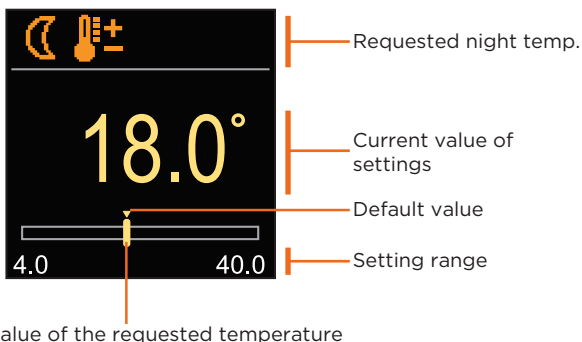 Requested night temp.
18.0°
Current value of
settings
Default value
4.0 40.0
Setting range
alue of the requested temperature